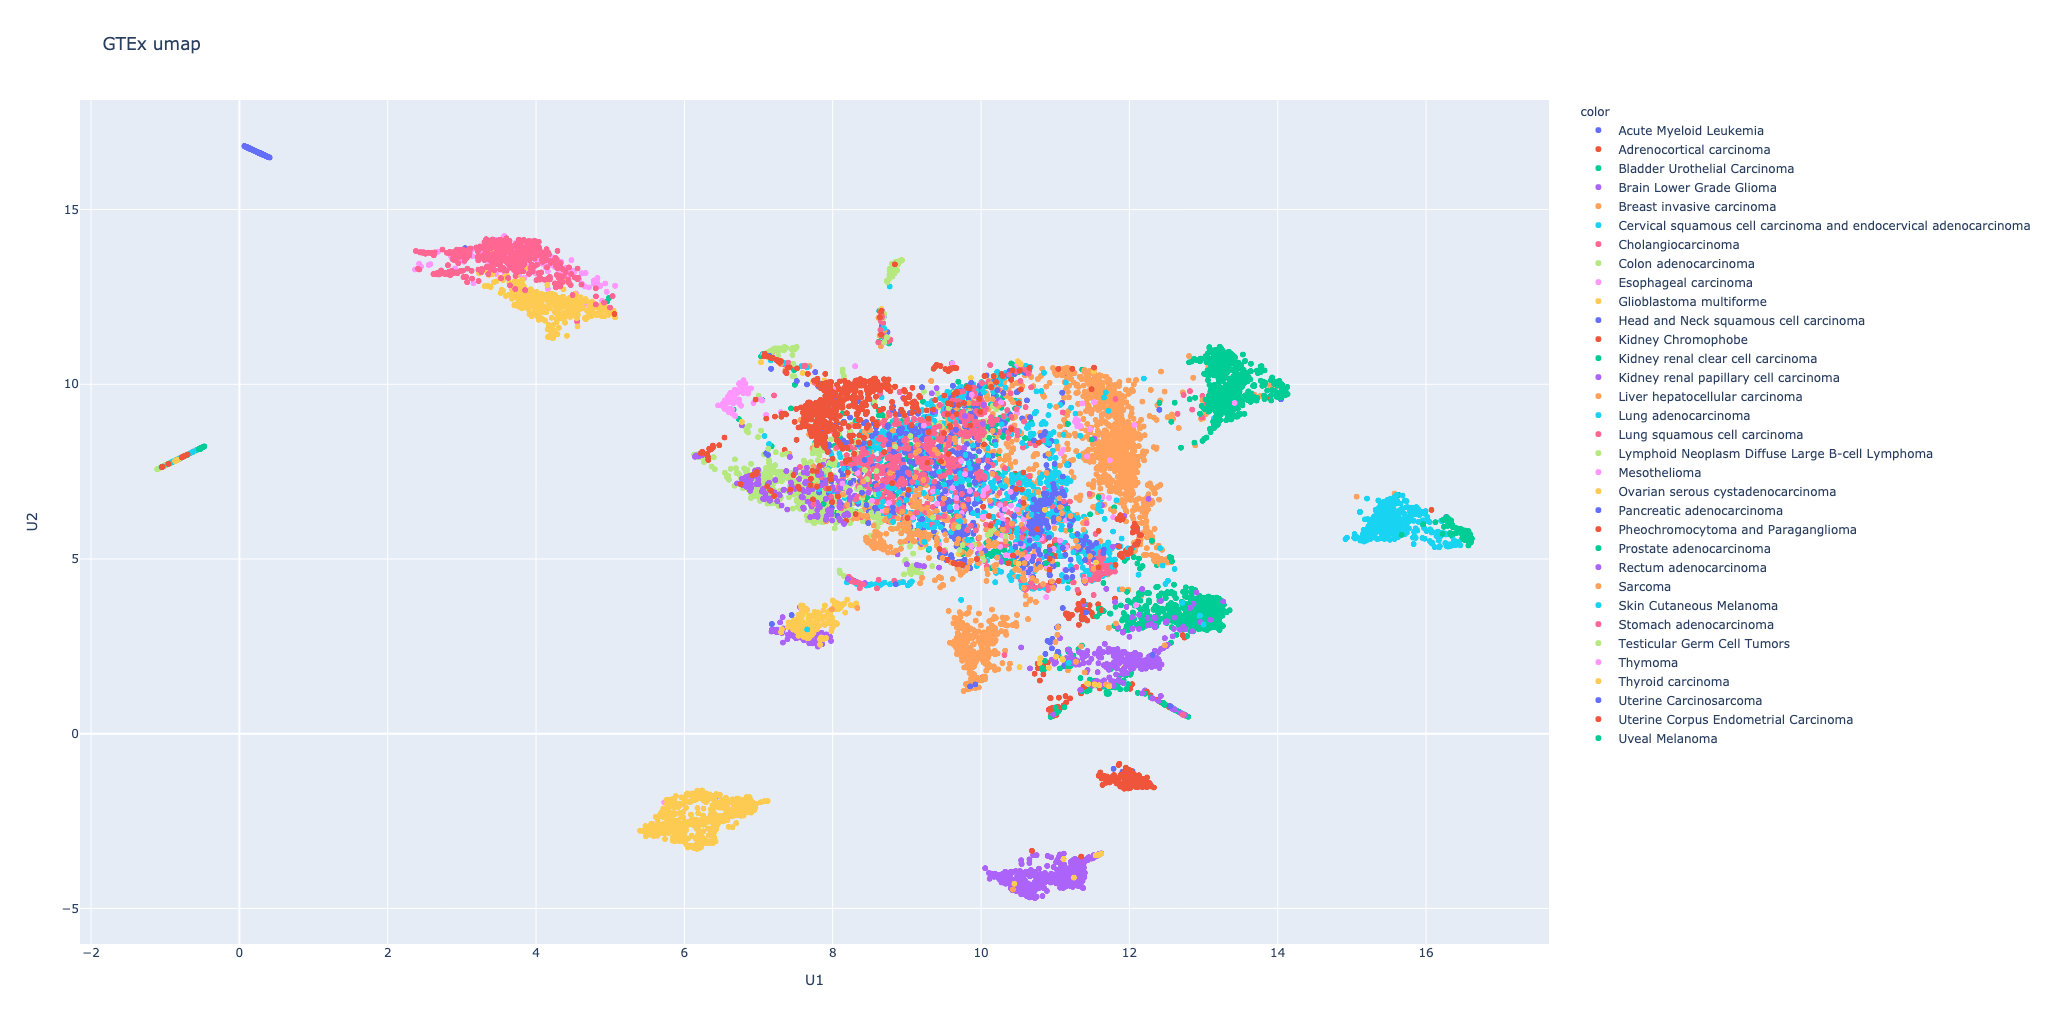 GTEx umap
color
Acute Myeloid Leukemia
Adrenocortical carcinoma
Bladder Urothelial Carcinoma
Brain Lower Grade Glioma
Breast invasive carcinoma
Cervical squamous cell carcinoma and endocervical adenocarcinoma
Cholangiocarcinoma
Colon adenocarcinoma
Esophageal carcinoma
Glioblastoma multiforme
Head and Neck squamous cell carcinoma
Kidney Chromophobe
Kidney renal clear cell carcinoma
Kidney renal papillary cell carcinoma
Liver hepatocellular carcinoma
Lung adenocarcinoma
Lung squamous cell carcinoma
Lymphoid Neoplasm Diffuse Large B-cell Lymphoma
Mesothelioma
Ovarian serous cystadenocarcinoma
Pancreatic adenocarcinoma
Pheochromocytoma and Paraganglioma
Prostate adenocarcinoma
Rectum adenocarcinoma
Sarcoma
Skin Cutaneous Melanoma
Stomach adenocarcinoma
Testicular Germ Cell Tumors
Thymoma
Thyroid carcinoma
Uterine Carcinosarcoma
Uterine Corpus Endometrial Carcinoma
Uveal Melanoma
15
10
5
0
−5
U2
−2 0 2 4 6 8 10 12 14 16
U1